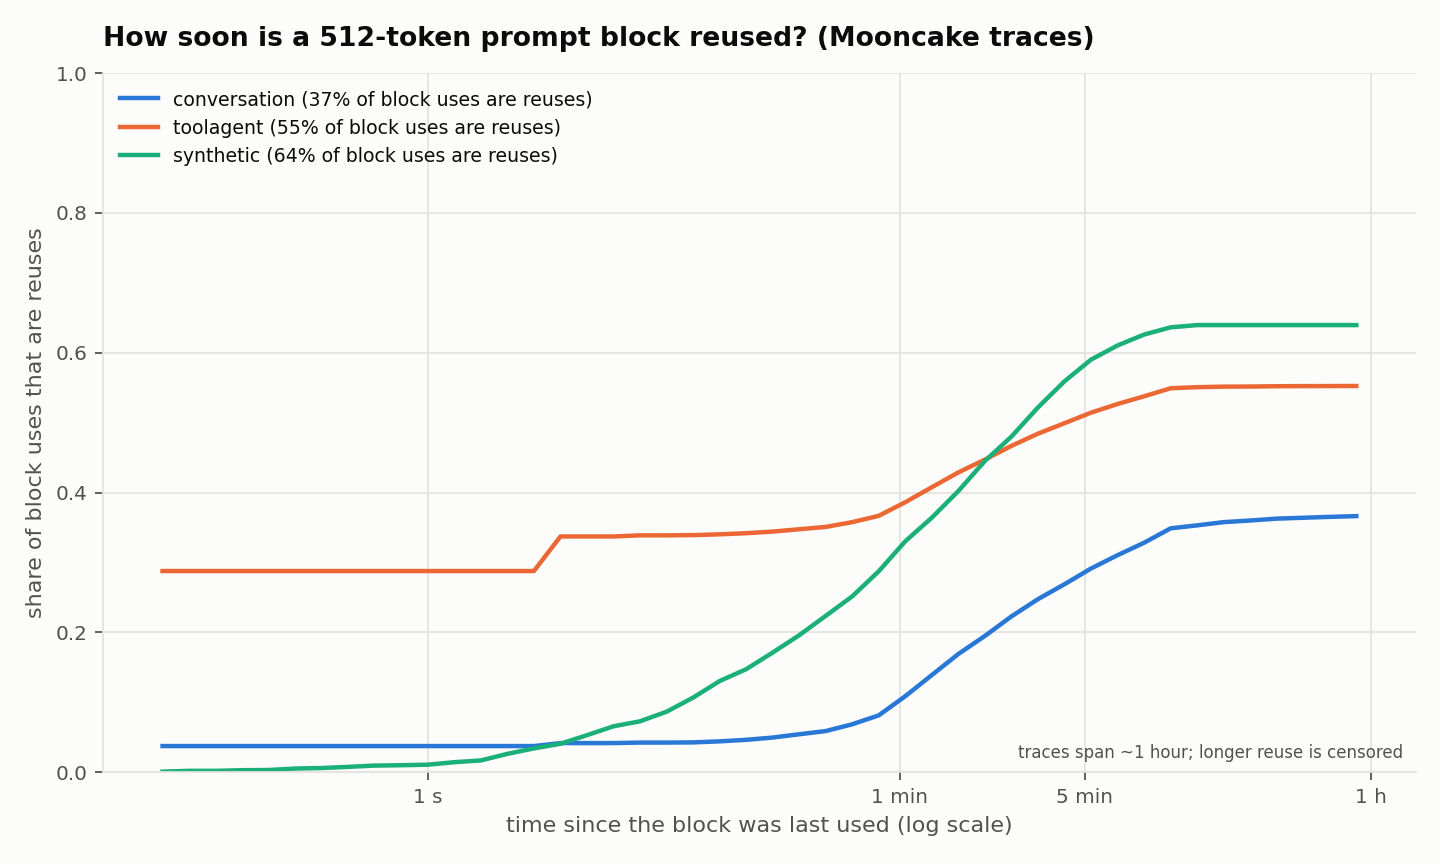 How soon is a 512-token prompt block reused? (Mooncake traces)
1.0
conversation (37% of block uses are reuses)
toolagent (55% of block uses are reuses)
synthetic (64% of block uses are reuses)
0.8
0.6
0.4
0.2
0.0
share of block uses that are reuses
traces span ~1 hour; longer reuse is censored
1 s
1 min
5 min
1 h
time since the block was last used (log scale)